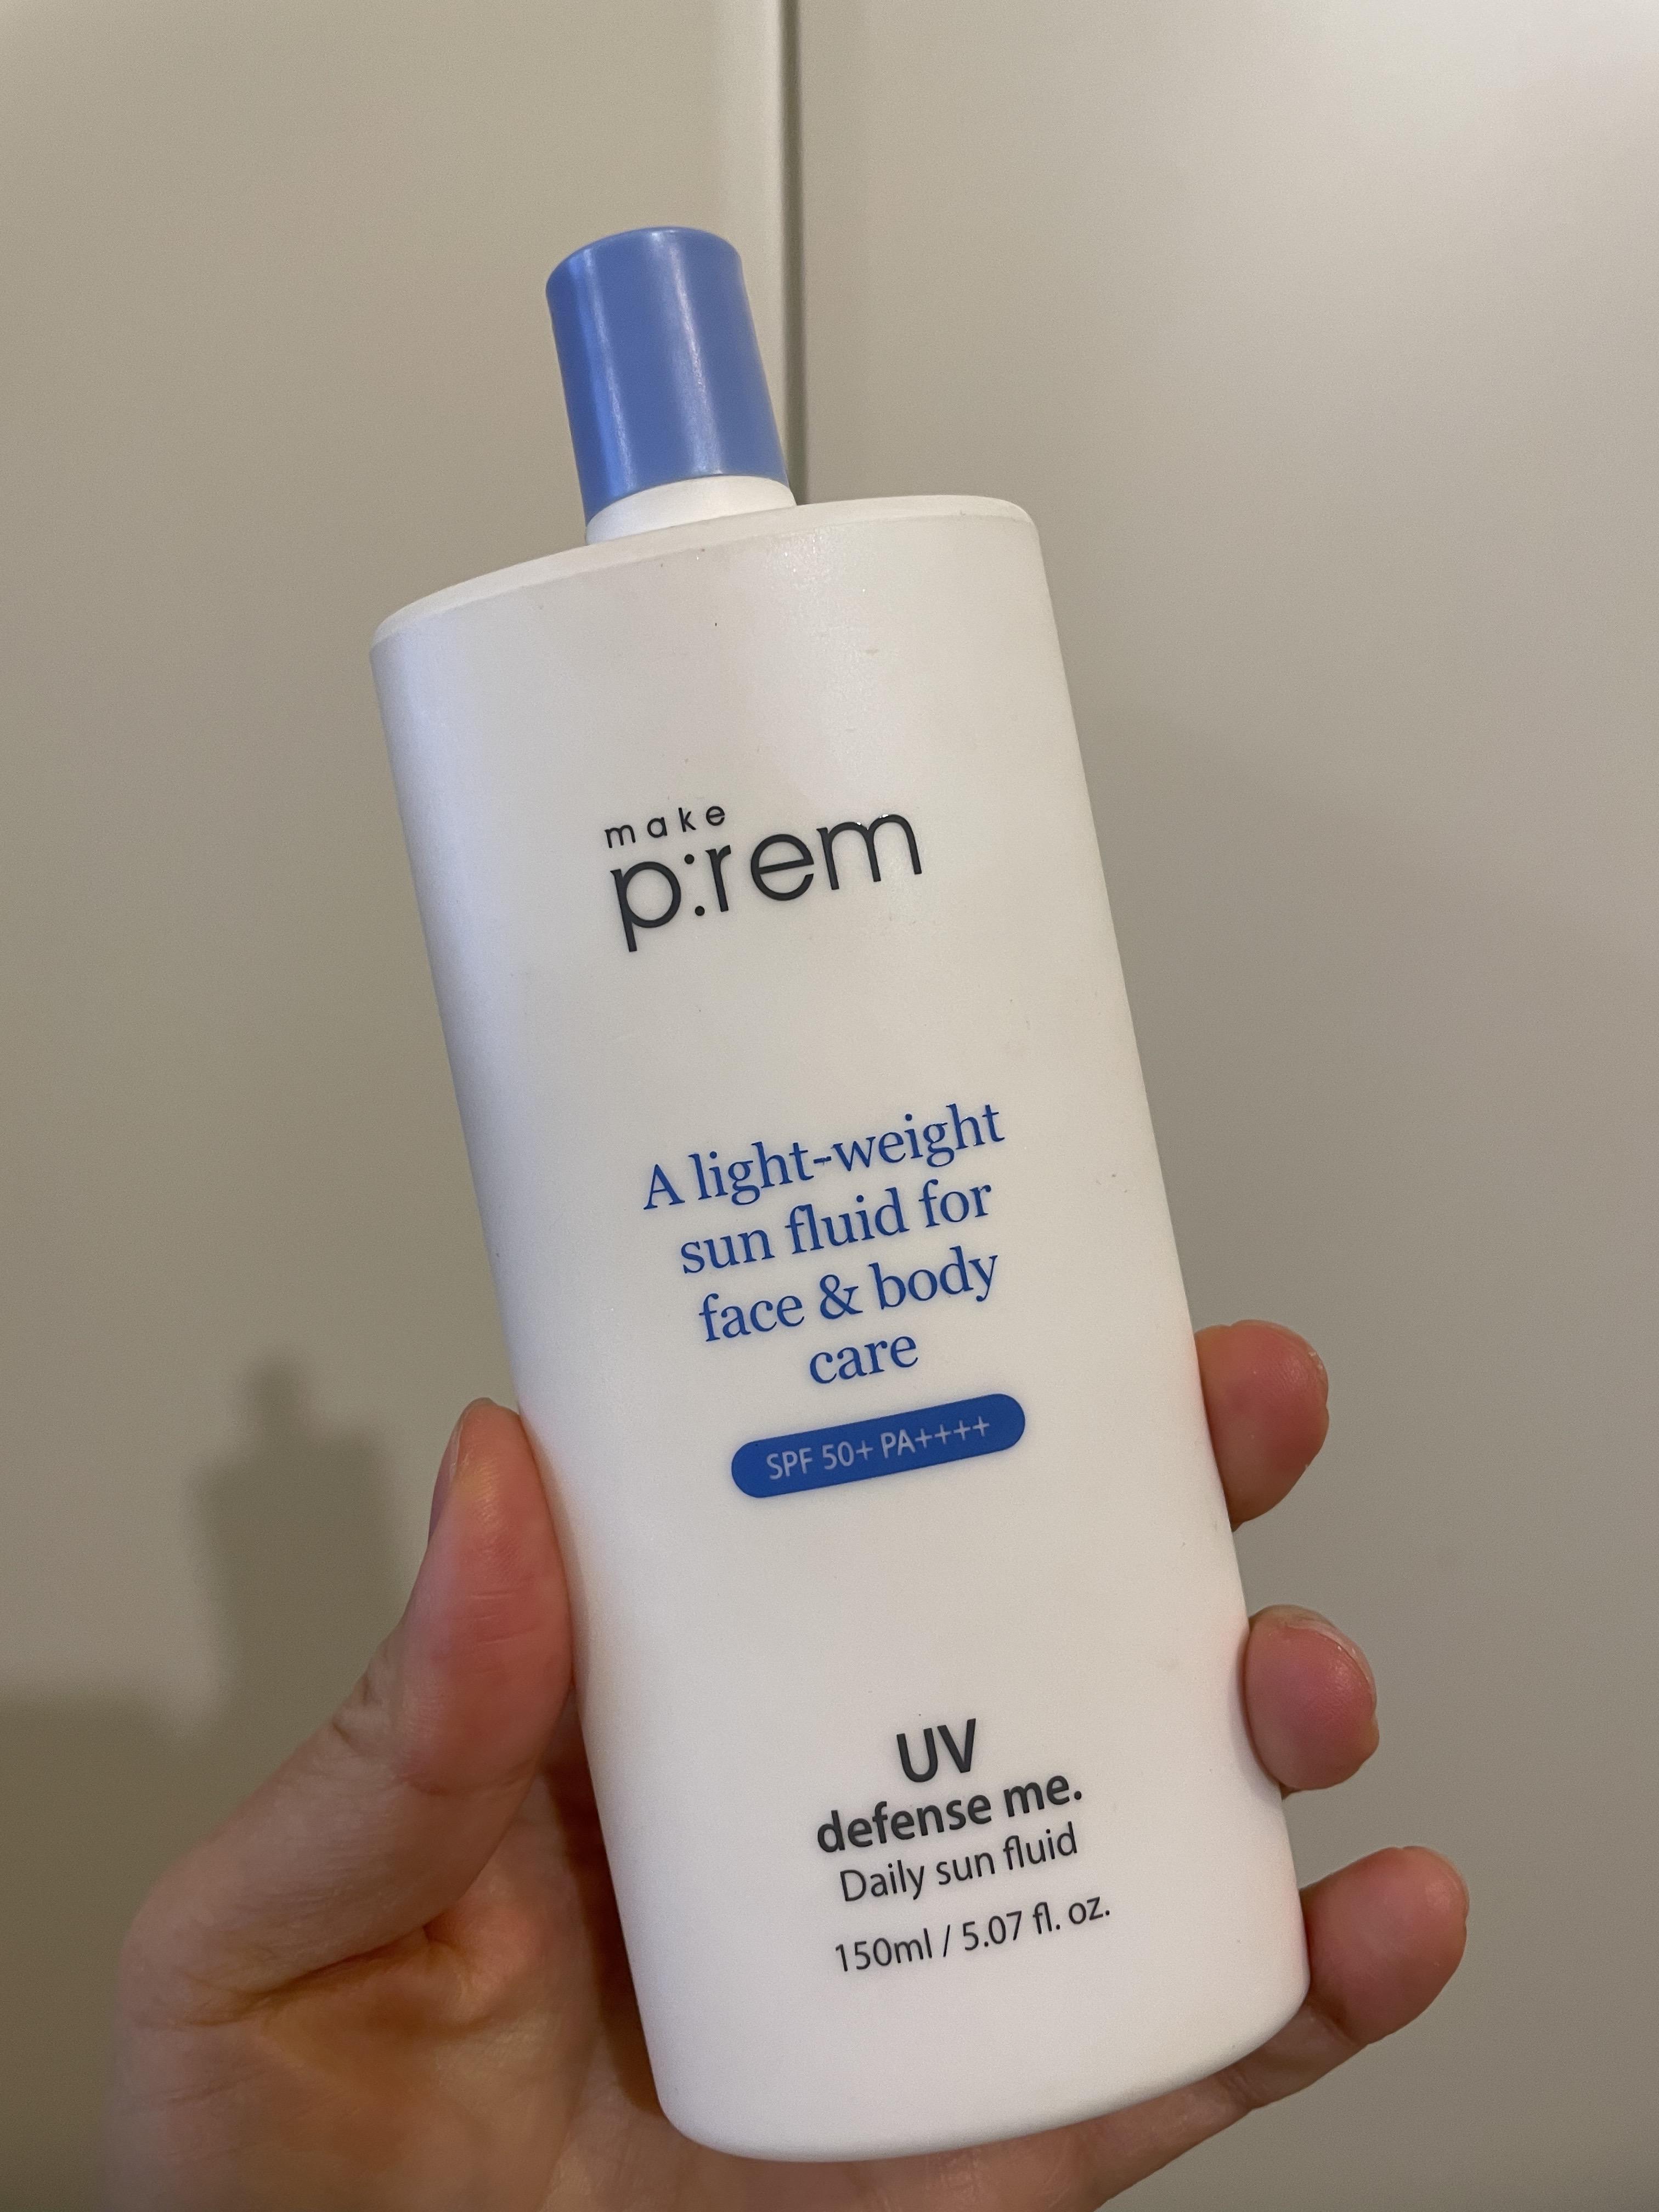 make
p:rem
A light-weight
sun fluid for
face & body
care
SPF 50+ PA++++
UV
defense me.
Daily sun fluid
150ml / 5.07 fl. oz.